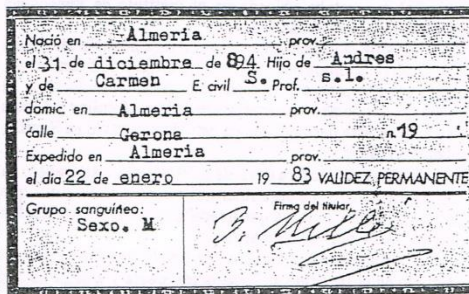 Nació en Almeria prov.
el 31 de diciembre de 894 Hijo de Andres
y de Carmen E. civil S. Prof. s.l.
domic. en Almeria prov.
calle Gerona n.19
Expedido en Almeria prov.
el día 22 de enero 19 83 VALIDEZ PERMANENTE
Grupo sanguíneo:
Sexo. M
Firma del titular,